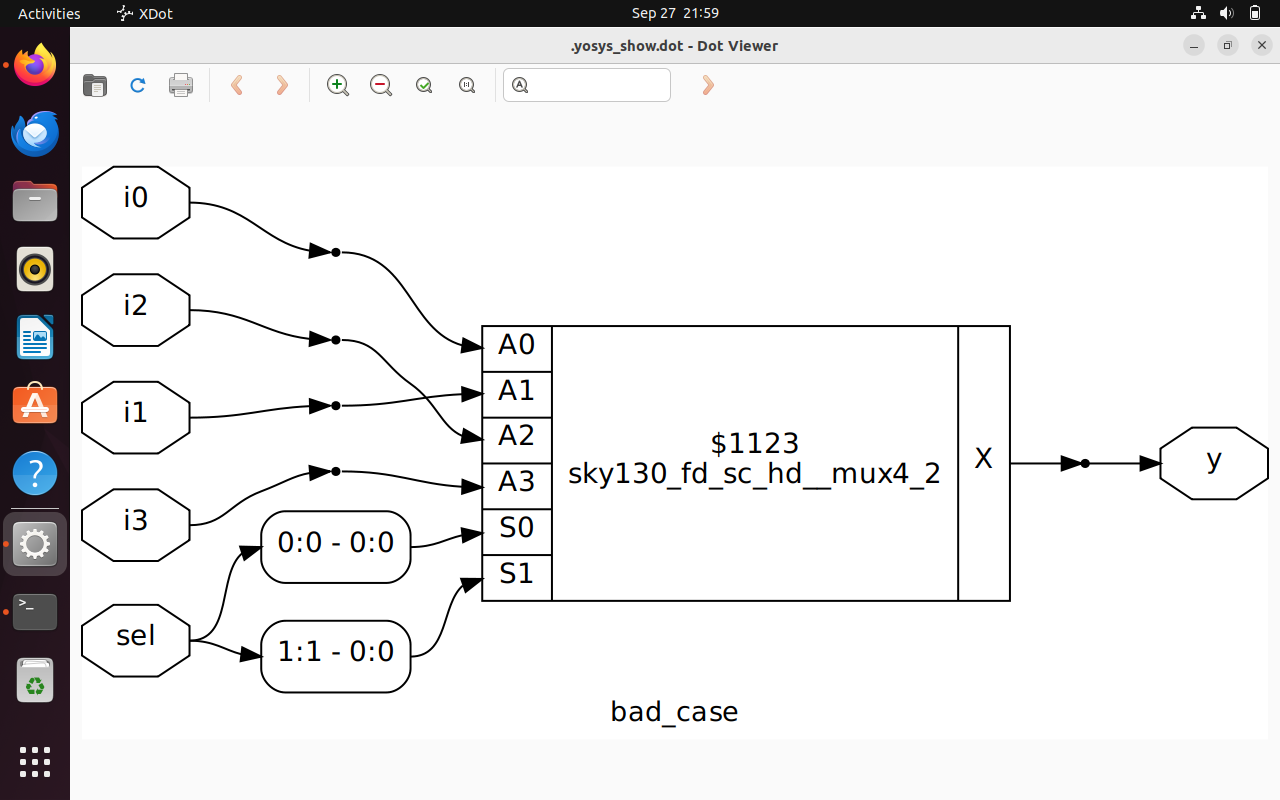 Activities
XDot
Sep 27 21:59
.yosys_show.dot - Dot Viewer
i0
i2
i1
i3
sel
0:0 - 0:0
1:1 - 0:0
A0
A1
A2
A3
S0
S1
$1123
sky130_fd_sc_hd__mux4_2
X
y
bad_case